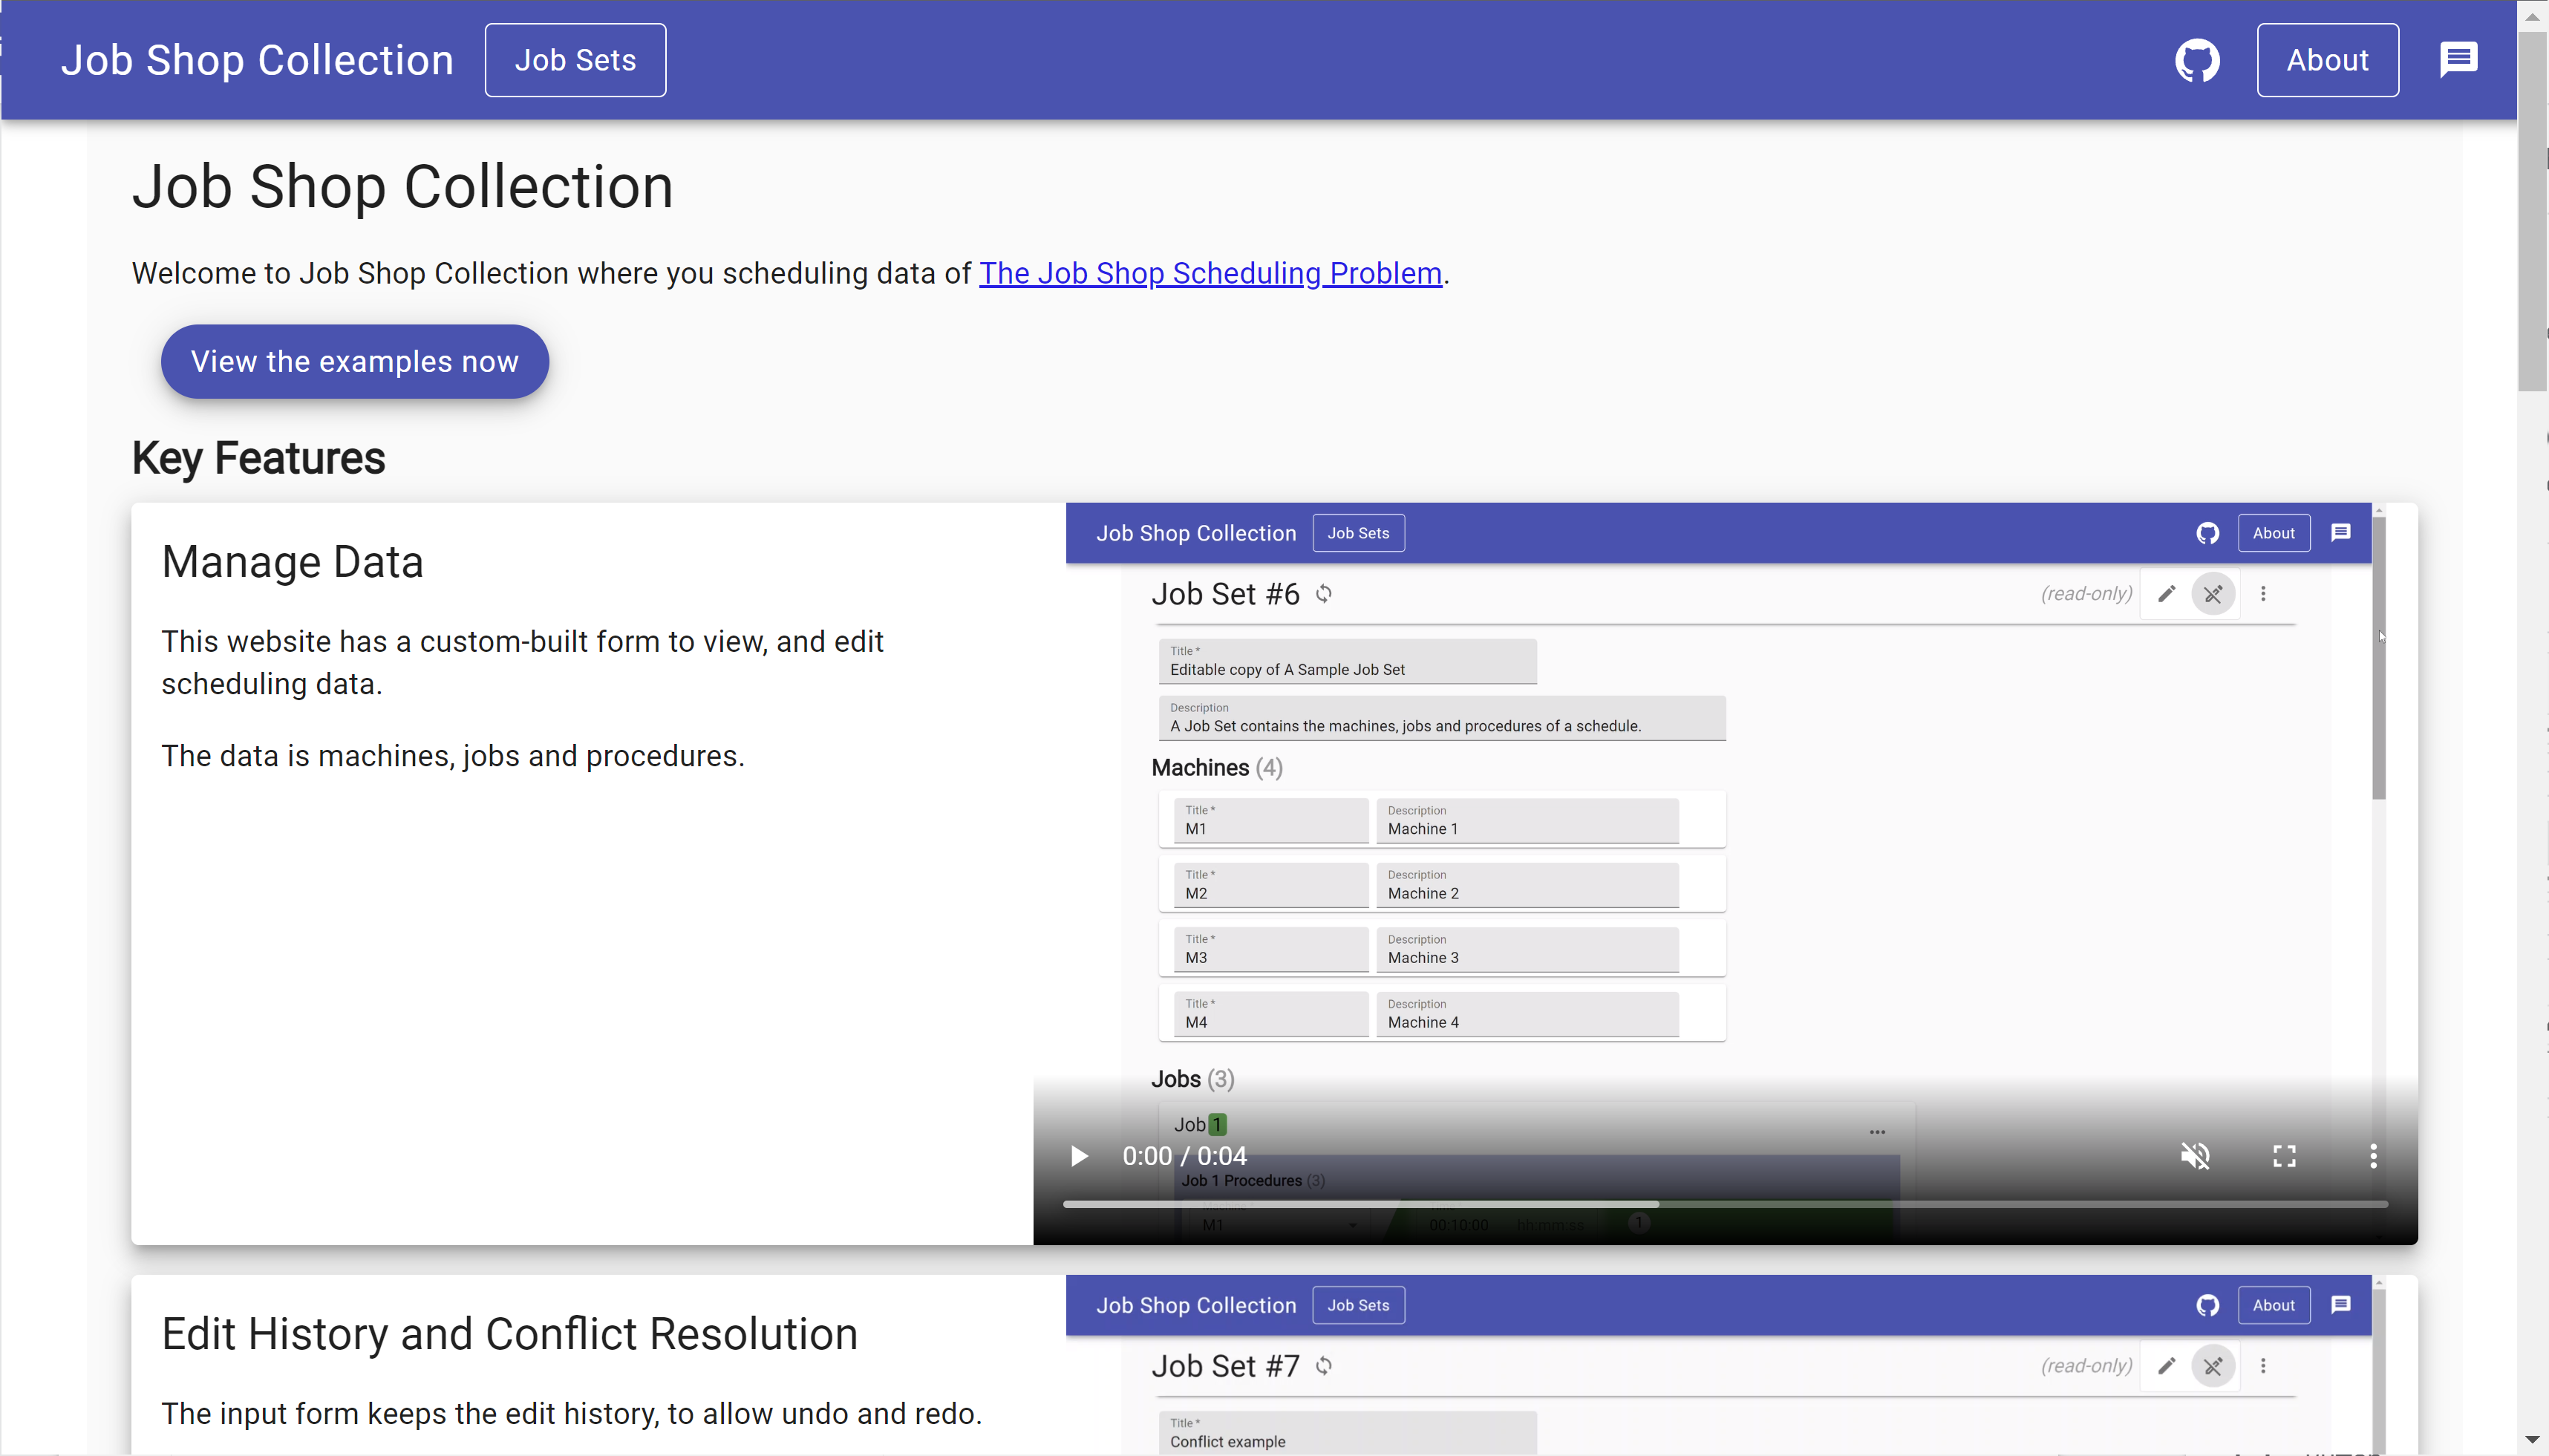 Job Shop Collection
Job Sets
About
Job Shop Collection
Welcome to Job Shop Collection where you scheduling data of The Job Shop Scheduling Problem.
View the examples now
Key Features
Manage Data
This website has a custom-built form to view, and edit
scheduling data.
The data is machines, jobs and procedures.
Job Shop Collection
Job Sets
About
Job Set #6
(read-only)
Title *
Editable copy of A Sample Job Set
Description
A Job Set contains the machines, jobs and procedures of a schedule.
Machines (4)
Title *
M1
Description
Machine 1
Title *
M2
Description
Machine 2
Title *
M3
Description
Machine 3
Title *
M4
Description
Machine 4
Jobs (3)
Job 1
0:00 / 0:04
Job 1 Procedures (3)
M1
00:10:00
hh:mm:ss
1
Edit History and Conflict Resolution
The input form keeps the edit history, to allow undo and redo.
Job Shop Collection
Job Sets
About
Job Set #7
(read-only)
Title *
Conflict example